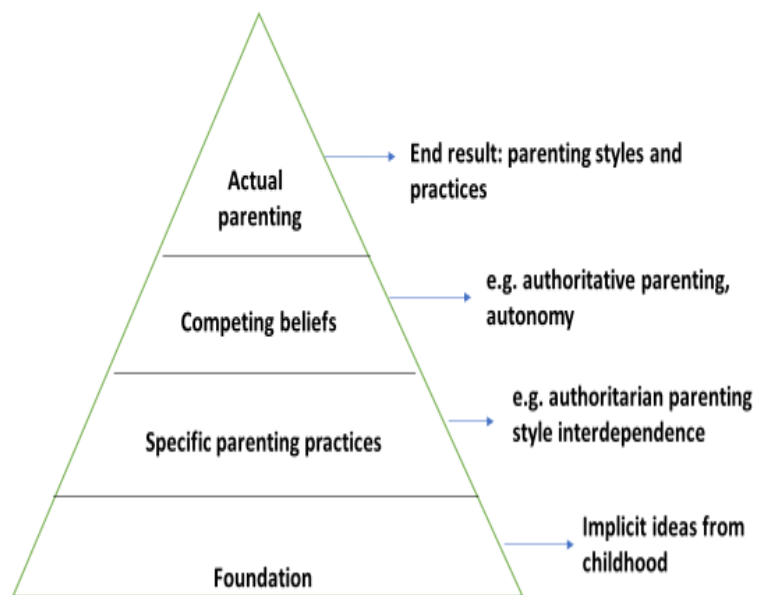 Actual
parenting
End result: parenting styles and
practices
Competing beliefs
e.g. authoritative parenting,
autonomy
Specific parenting practices
e.g. authoritarian parenting
style interdependence
Foundation
Implicit ideas from
childhood